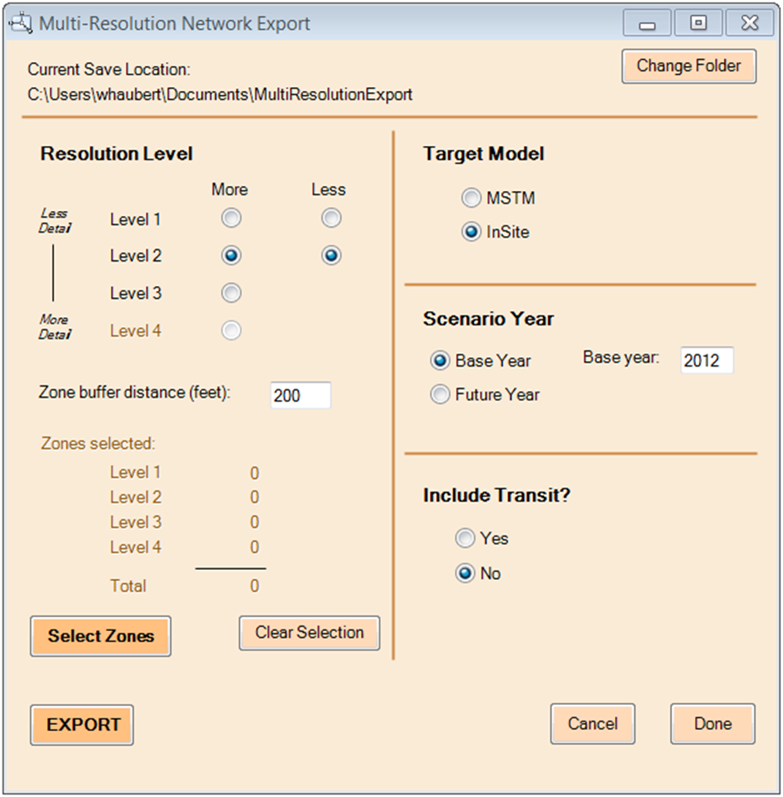 Multi-Resolution Network Export
Current Save Location:
Change Folder
C:\Users\whaubert\Documents\MultiResolutionExport
Resolution Level
More Less
Less
Detail
Level 1
Level 2
Level 3
More
Detail
Level 4
Zone buffer distance (feet): 200
Zones selected:
Level 1 0
Level 2 0
Level 3 0
Level 4 0
Total 0
Select Zones
Clear Selection
EXPORT
Target Model
MSTM
InSite
Scenario Year
Base Year
Base year: 2012
Future Year
Include Transit?
Yes
No
Cancel
Done